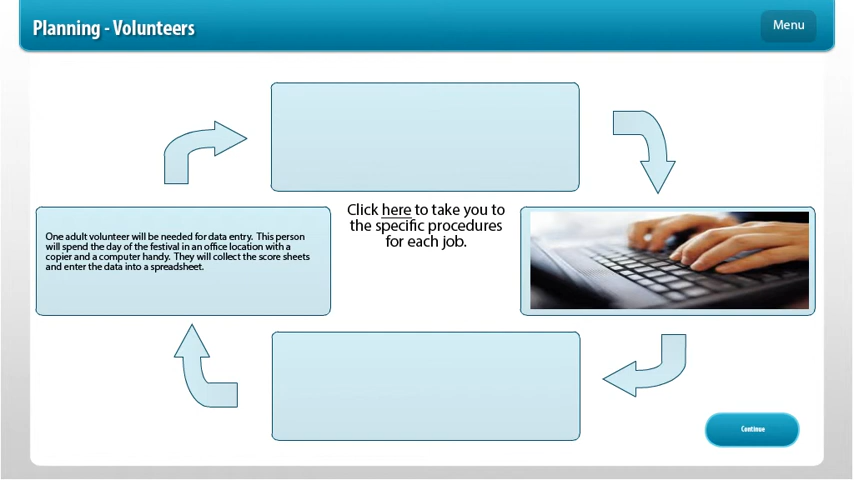 Planning - Volunteers
Menu
Click here to take you to
the specific procedures
for each job.
One adult volunteer will be needed for data entry. This person
will spend the day of the festival in an office location with a
copier and a computer handy. They will collect the score sheets
and enter the data into a spreadsheet.
Continue